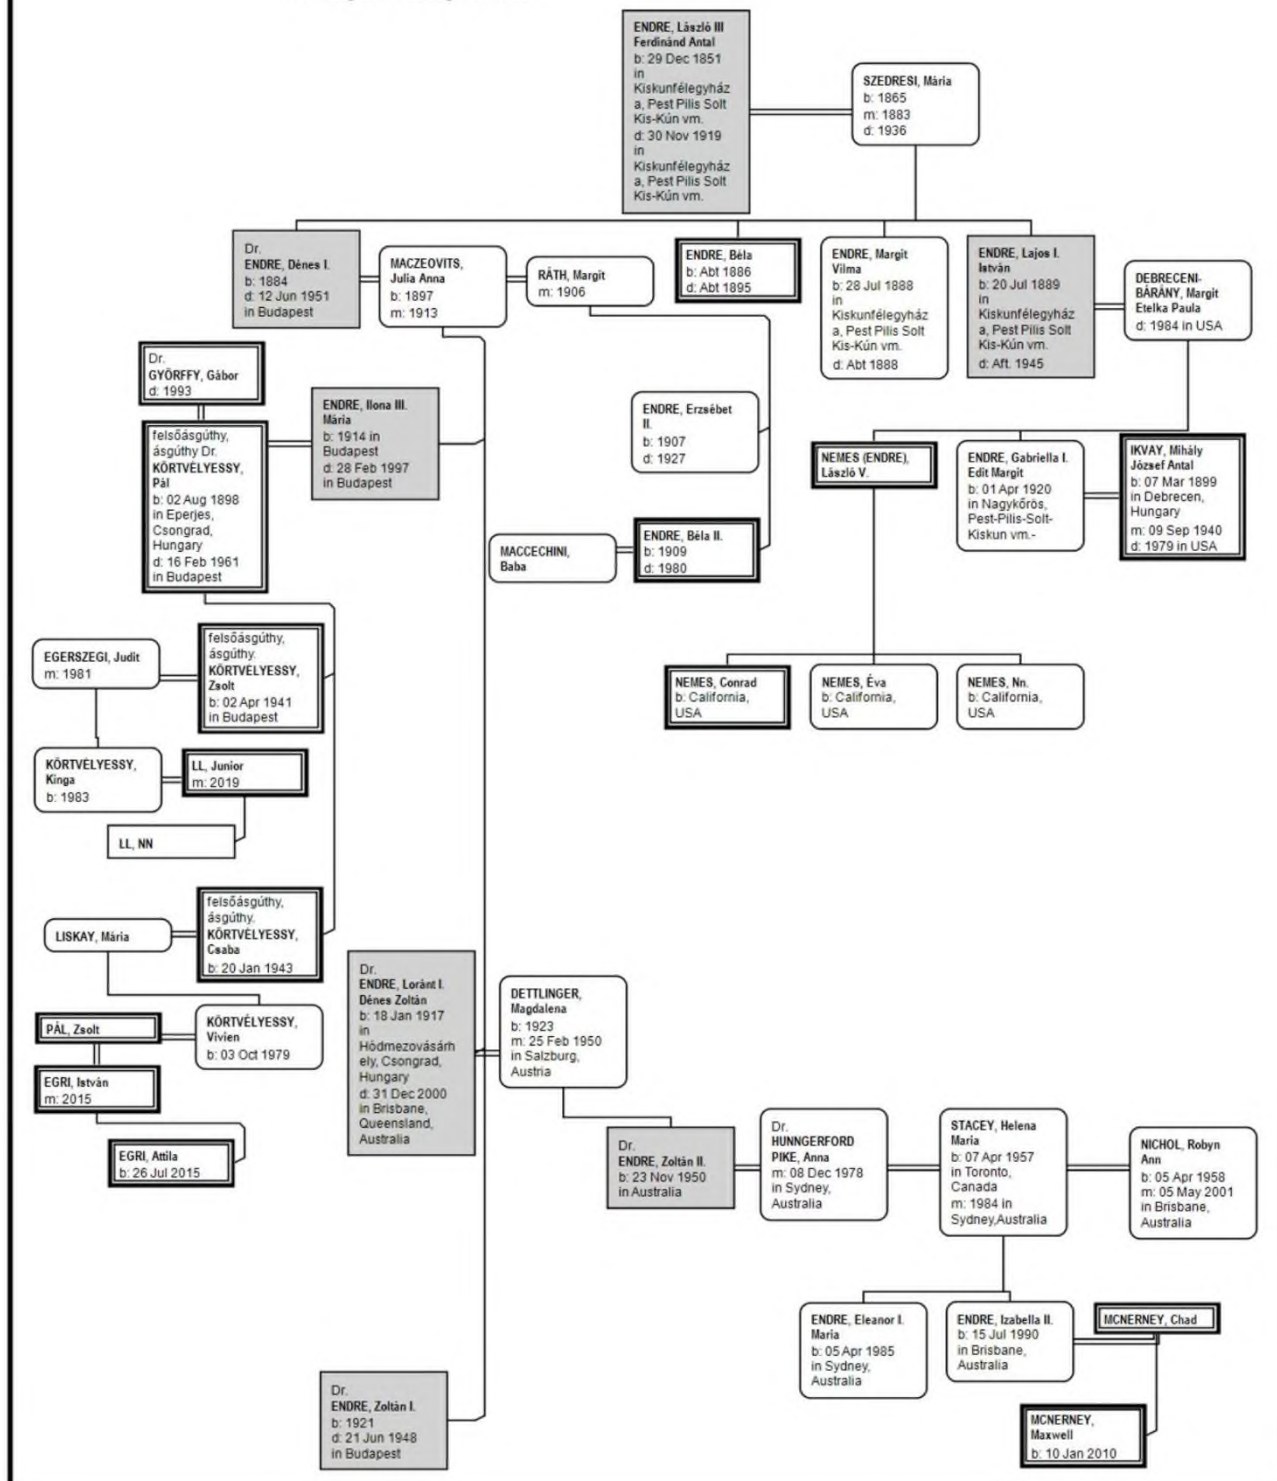 ENDRE, László III
Ferdinánd Antal
b: 29 Dec 1851
in
Kiskunfélegyház
a, Pest Pilis Solt
Kis-Kún vm.
d: 30 Nov 1919
in
Kiskunfélegyház
a, Pest Pilis Solt
Kis-Kún vm.
SZEDRESI, Mária
b: 1865
m: 1883
d: 1936
Dr.
ENDRE, Dénes I.
b: 1884
d: 12 Jun 1951
in Budapest
MACZEOVITS,
Julia Anna
b: 1897
m: 1913
RÁTH, Margit
m: 1906
ENDRE, Béla
b: Abt 1886
d: Abt 1895
ENDRE, Margit
Vilma
b: 28 Jul 1888
in
Kiskunfélegyház
a, Pest Pilis Solt
Kis-Kún vm.
d: Abt 1888
ENDRE, Lajos I.
István
b: 20 Jul 1889
in
Kiskunfélegyház
a, Pest Pilis Solt
Kis-Kún vm.
d: Aft. 1945
DEBRECENI-
BÁRÁNY, Margit
Etelka Paula
d: 1984 in USA
Dr.
GYÖRFFY, Gábor
d: 1993
felsőásgúthy,
ásgúthy Dr.
KÖRTVÉLYESSY,
Pál
b: 02 Aug 1898
in Eperjes,
Csongrad,
Hungary
d: 16 Feb 1961
in Budapest
ENDRE, Ilona III.
Mária
b: 1914 in
Budapest
d: 28 Feb 1997
in Budapest
ENDRE, Erzsébet
II.
b: 1907
d: 1927
NEMES (ENDRE),
László V.
ENDRE, Gabriella I.
Edit Margit
b: 01 Apr 1920
in Nagykőrös,
Pest-Pilis-Solt-
Kiskun vm.-
IKVAY, Mihály
József Antal
b: 07 Mar 1899
in Debrecen,
Hungary
m: 09 Sep 1940
d: 1979 in USA
MACCECHINI,
Baba
ENDRE, Béla II.
b: 1909
d: 1980
EGERSZEGI, Judit
m: 1981
felsőásgúthy,
ásgúthy.
KÖRTVÉLYESSY,
Zsolt
b: 02 Apr 1941
in Budapest
NEMES, Conrad
b: California,
USA
NEMES, Éva
b: California,
USA
NEMES, Nn.
b: California,
USA
KÖRTVÉLYESSY,
Kinga
b: 1983
LL, Junior
m: 2019
LL, NN
LISKAY, Mária
felsőásgúthy,
ásgúthy.
KÖRTVÉLYESSY,
Csaba
b: 20 Jan 1943
PÁL, Zsolt
KÖRTVÉLYESSY,
Vivien
b: 03 Oct 1979
EGRI, István
m: 2015
EGRI, Attila
b: 26 Jul 2015
Dr.
ENDRE, Loránt I.
Dénes Zoltán
b: 18 Jan 1917
in
Hódmezovásárh
ely, Csongrad,
Hungary
d: 31 Dec 2000
in Brisbane,
Queensland,
Australia
DETTLINGER,
Magdalena
b: 1923
m: 25 Feb 1950
in Salzburg,
Austria
Dr.
ENDRE, Zoltán II.
b: 23 Nov 1950
in Australia
Dr.
HUNNGERFORD
PIKE, Anna
m: 08 Dec 1978
in Sydney,
Australia
STACEY, Helena
Maria
b: 07 Apr 1957
in Toronto,
Canada
m: 1984 in
Sydney,Australia
NICHOL, Robyn
Ann
b: 05 Apr 1958
m: 05 May 2001
in Brisbane,
Australia
ENDRE, Eleanor I.
Maria
b: 05 Apr 1985
in Sydney,
Australia
ENDRE, Izabella II.
b: 15 Jul 1990
in Brisbane,
Australia
MCNERNEY, Chad
MCNERNEY,
Maxwell
b: 10 Jan 2010
Dr.
ENDRE, Zoltán I.
b: 1921
d: 21 Jun 1948
in Budapest